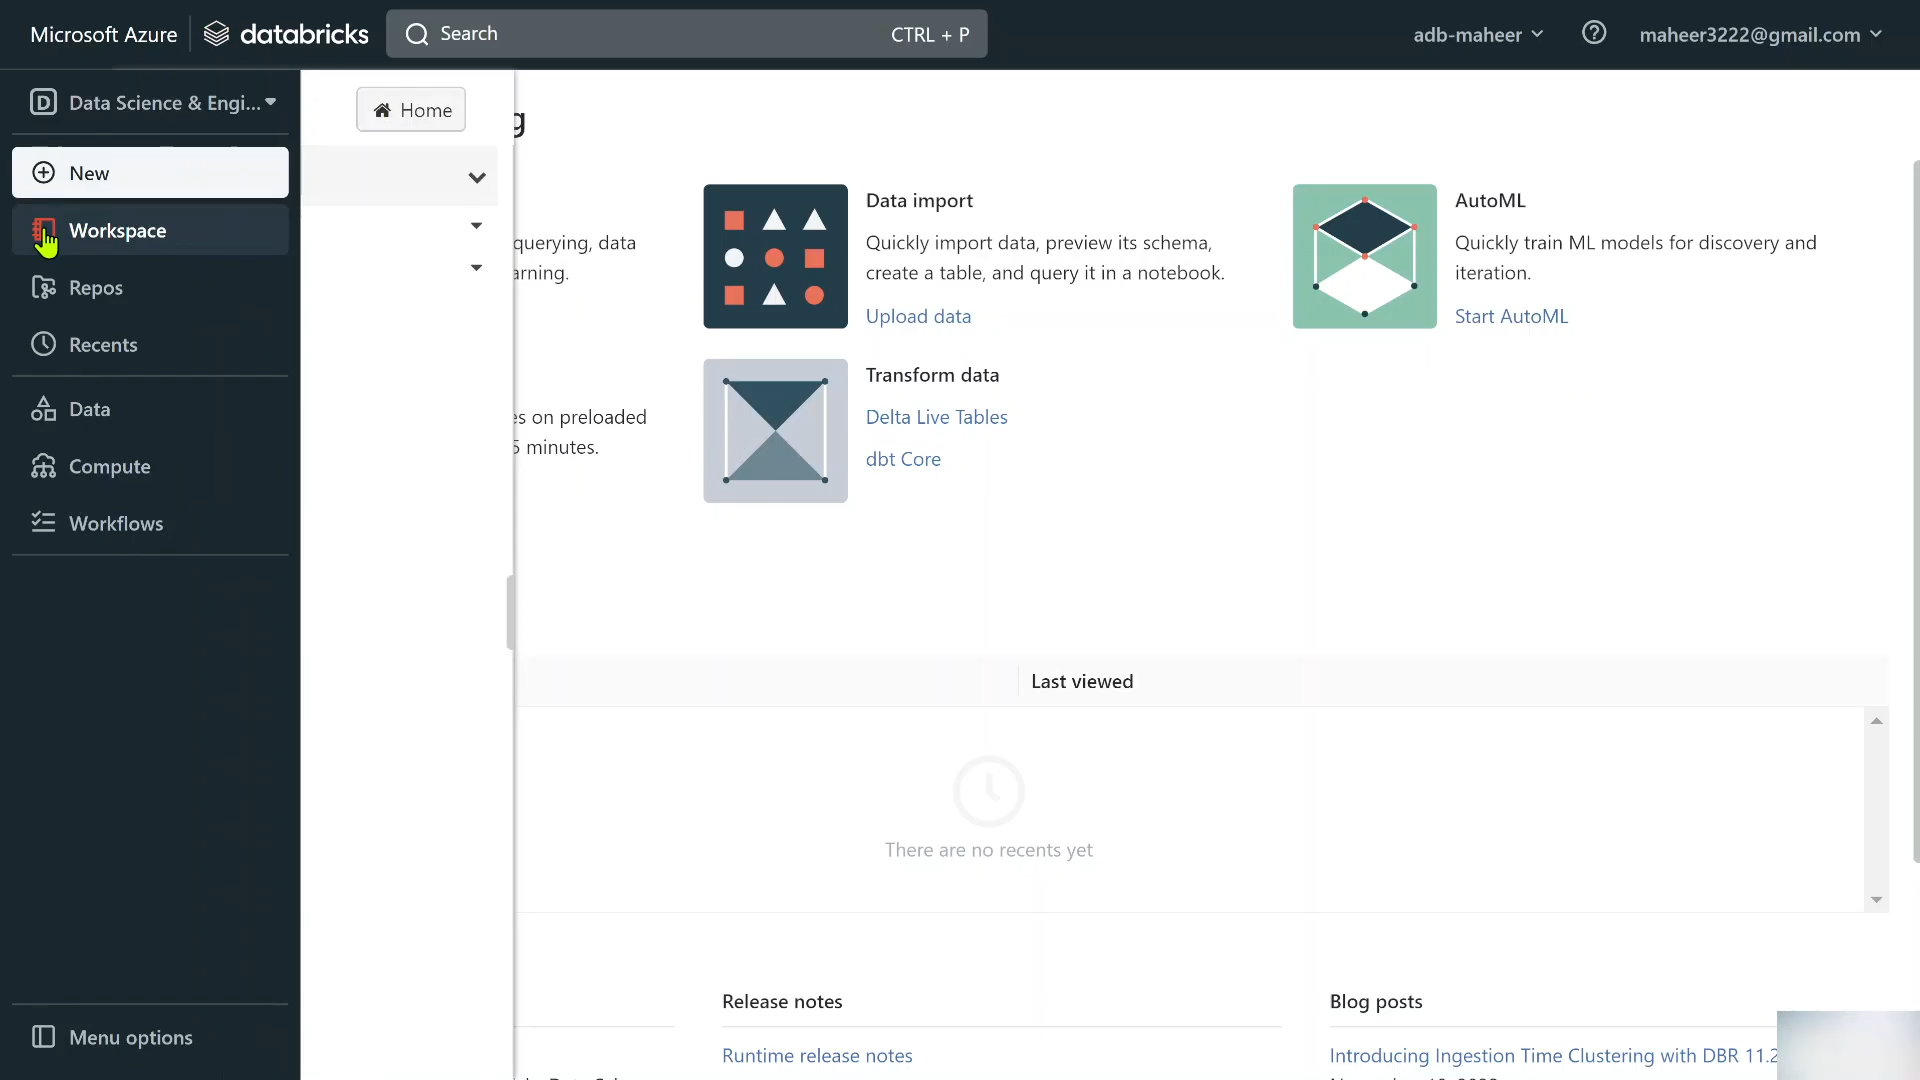 Microsoft Azure
databricks
Search
CTRL + P
adb-maheer
maheer3222@gmail.com
Data Science & Engi...
New
Workspace
Repos
Recents
Data
Compute
Workflows
Menu options
Home
g
querying, data
arning.
es on preloaded
5 minutes.
Data import
Quickly import data, preview its schema,
create a table, and query it in a notebook.
Upload data
AutoML
Quickly train ML models for discovery and
iteration.
Start AutoML
Transform data
Delta Live Tables
dbt Core
Last viewed
There are no recents yet
Release notes
Runtime release notes
Blog posts
Introducing Ingestion Time Clustering with DBR 11.2